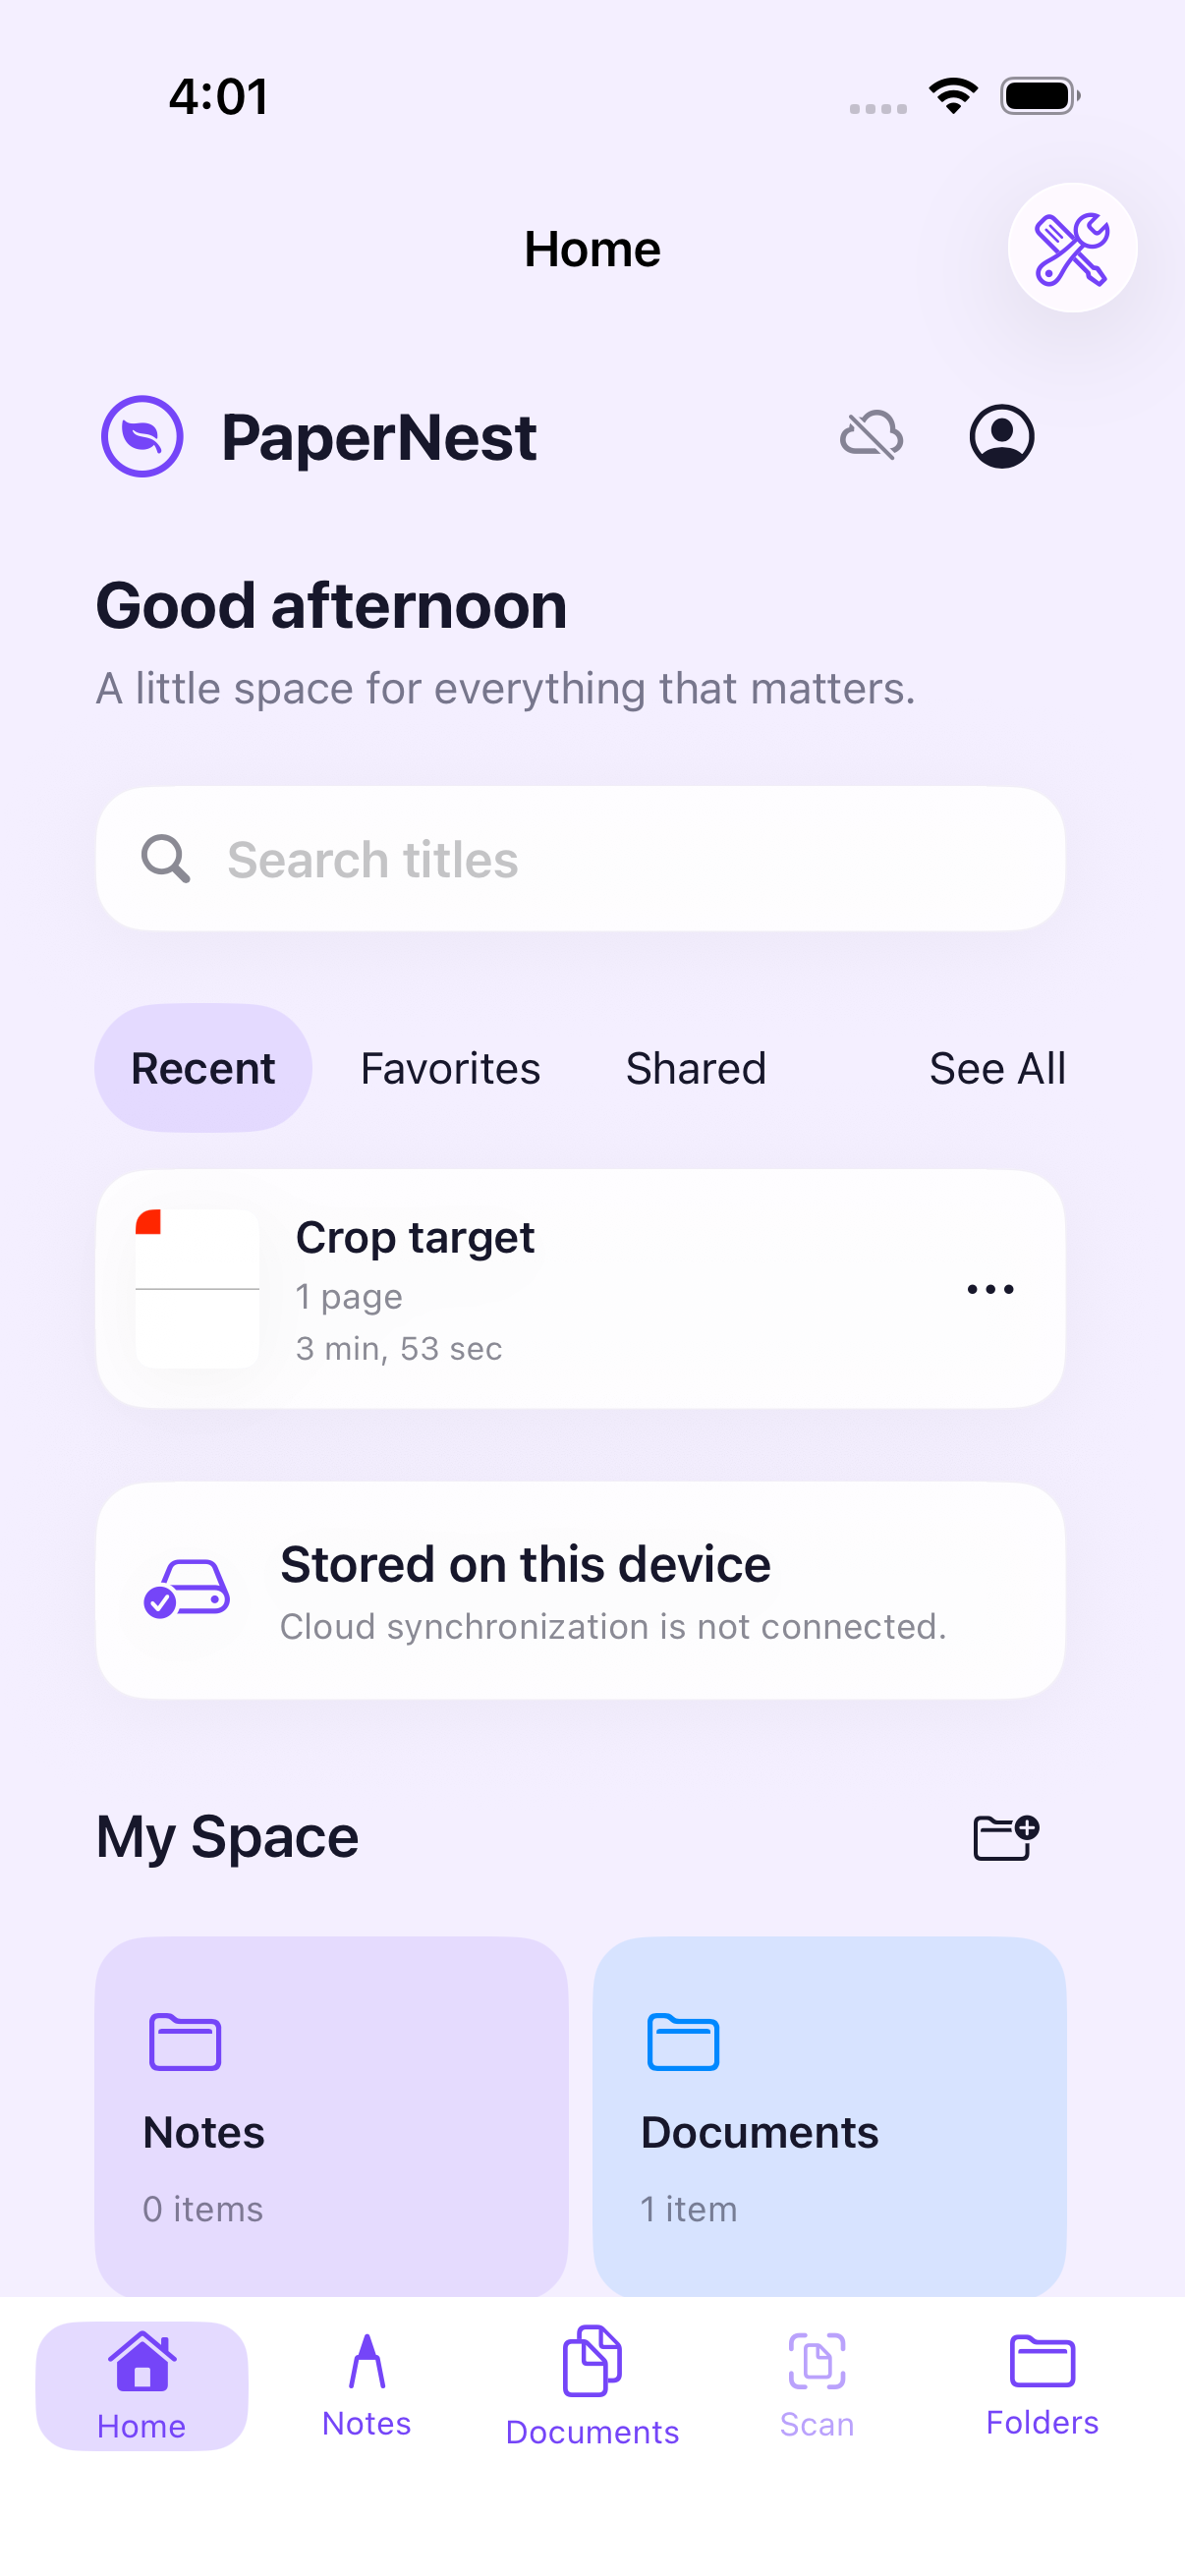 4:01
Home
PaperNest
Good afternoon
A little space for everything that matters.
Search titles
Recent Favorites Shared See All
Crop target
1 page
3 min, 53 sec
Stored on this device
Cloud synchronization is not connected.
My Space
Notes Documents
0 items 1 item
Home Notes Documents Scan Folders